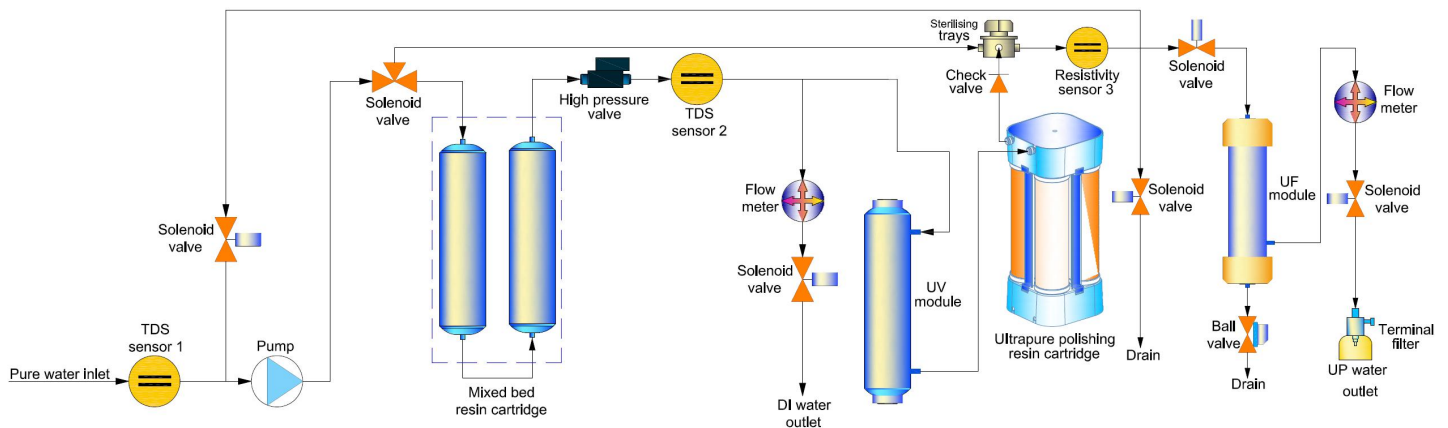 Sterilising
trays
Solenoid
valve
Solenoid
valve
High pressure
valve
TDS
sensor 2
Check
valve
Resistivity
sensor 3
Flow
meter
Flow
meter
Solenoid
valve
UF
module
Solenoid
valve
Solenoid
valve
Solenoid
valve
UV
module
TDS
sensor 1
Pump
Ultrapure polishing
resin cartridge
Drain
Ball
valve
Terminal
filter
Pure water inlet
Mixed bed
resin cartridge
DI water
outlet
Drain
UP water
outlet